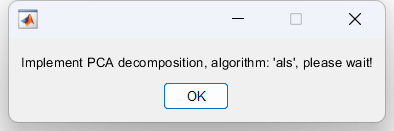 Implement PCA decomposition, algorithm: 'als', please wait!
OK